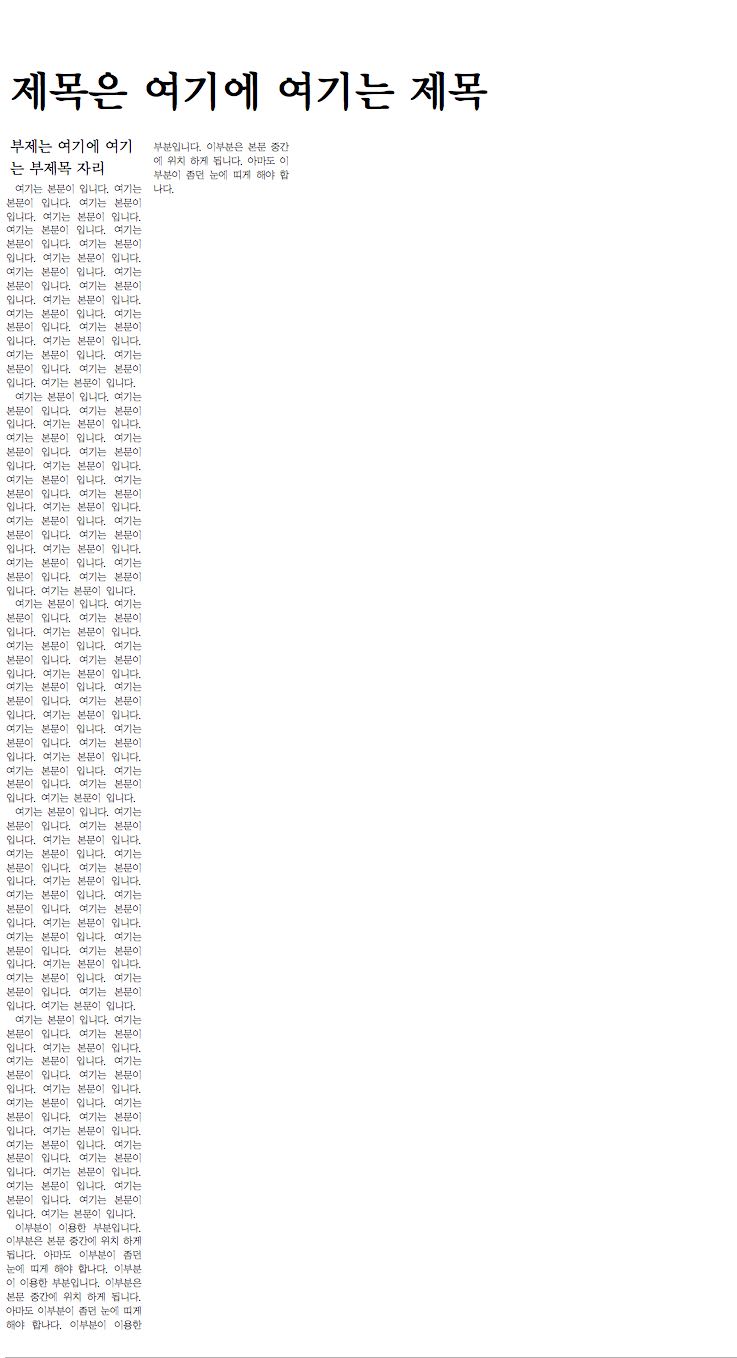 제목은 여기에 여기는 제목
부제는 여기에 여기
는 부제목 자리
여기는 본문이 입니다. 여기는
본문이 입니다. 여기는 본문이
입니다. 여기는 본문이 입니다.
여기는 본문이 입니다. 여기는
본문이 입니다. 여기는 본문이
입니다. 여기는 본문이 입니다.
여기는 본문이 입니다. 여기는
본문이 입니다. 여기는 본문이
입니다. 여기는 본문이 입니다.
여기는 본문이 입니다. 여기는
본문이 입니다. 여기는 본문이
입니다. 여기는 본문이 입니다.
여기는 본문이 입니다. 여기는
본문이 입니다. 여기는 본문이
입니다. 여기는 본문이 입니다.
여기는 본문이 입니다. 여기는
본문이 입니다. 여기는 본문이
입니다. 여기는 본문이 입니다.
여기는 본문이 입니다. 여기는
본문이 입니다. 여기는 본문이
입니다. 여기는 본문이 입니다.
여기는 본문이 입니다. 여기는
본문이 입니다. 여기는 본문이
입니다. 여기는 본문이 입니다.
여기는 본문이 입니다. 여기는
본문이 입니다. 여기는 본문이
입니다. 여기는 본문이 입니다.
여기는 본문이 입니다. 여기는
본문이 입니다. 여기는 본문이
입니다. 여기는 본문이 입니다.
여기는 본문이 입니다. 여기는
본문이 입니다. 여기는 본문이
입니다. 여기는 본문이 입니다.
여기는 본문이 입니다. 여기는
본문이 입니다. 여기는 본문이
입니다. 여기는 본문이 입니다.
여기는 본문이 입니다. 여기는
본문이 입니다. 여기는 본문이
입니다. 여기는 본문이 입니다.
여기는 본문이 입니다. 여기는
본문이 입니다. 여기는 본문이
입니다. 여기는 본문이 입니다.
여기는 본문이 입니다. 여기는
본문이 입니다. 여기는 본문이
입니다. 여기는 본문이 입니다.
여기는 본문이 입니다. 여기는
본문이 입니다. 여기는 본문이
입니다. 여기는 본문이 입니다.
여기는 본문이 입니다. 여기는
본문이 입니다. 여기는 본문이
입니다. 여기는 본문이 입니다.
여기는 본문이 입니다. 여기는
본문이 입니다. 여기는 본문이
입니다. 여기는 본문이 입니다.
여기는 본문이 입니다. 여기는
본문이 입니다. 여기는 본문이
입니다. 여기는 본문이 입니다.
여기는 본문이 입니다. 여기는
본문이 입니다. 여기는 본문이
입니다. 여기는 본문이 입니다.
여기는 본문이 입니다. 여기는
본문이 입니다. 여기는 본문이
입니다. 여기는 본문이 입니다.
여기는 본문이 입니다. 여기는
본문이 입니다. 여기는 본문이
입니다. 여기는 본문이 입니다.
여기는 본문이 입니다. 여기는
본문이 입니다. 여기는 본문이
입니다. 여기는 본문이 입니다.
여기는 본문이 입니다. 여기는
본문이 입니다. 여기는 본문이
입니다. 여기는 본문이 입니다.
여기는 본문이 입니다. 여기는
본문이 입니다. 여기는 본문이
입니다. 여기는 본문이 입니다.
이부분이 이용한 부분입니다.
이부분은 본문 중간에 위치 하게
됩니다. 아마도 이부분이 좀던
눈에 띠게 해야 합나다. 이부분
이 이용한 부분입니다. 이부분은
본문 중간에 위치 하게 됩니다.
아마도 이부분이 좀던 눈에 띠게
해야 합나다. 이부분이 이용한
부분입니다. 이부분은 본문 중간
에 위치 하게 됩니다. 아마도 이
부분이 좀던 눈에 띠게 해야 합
나다.